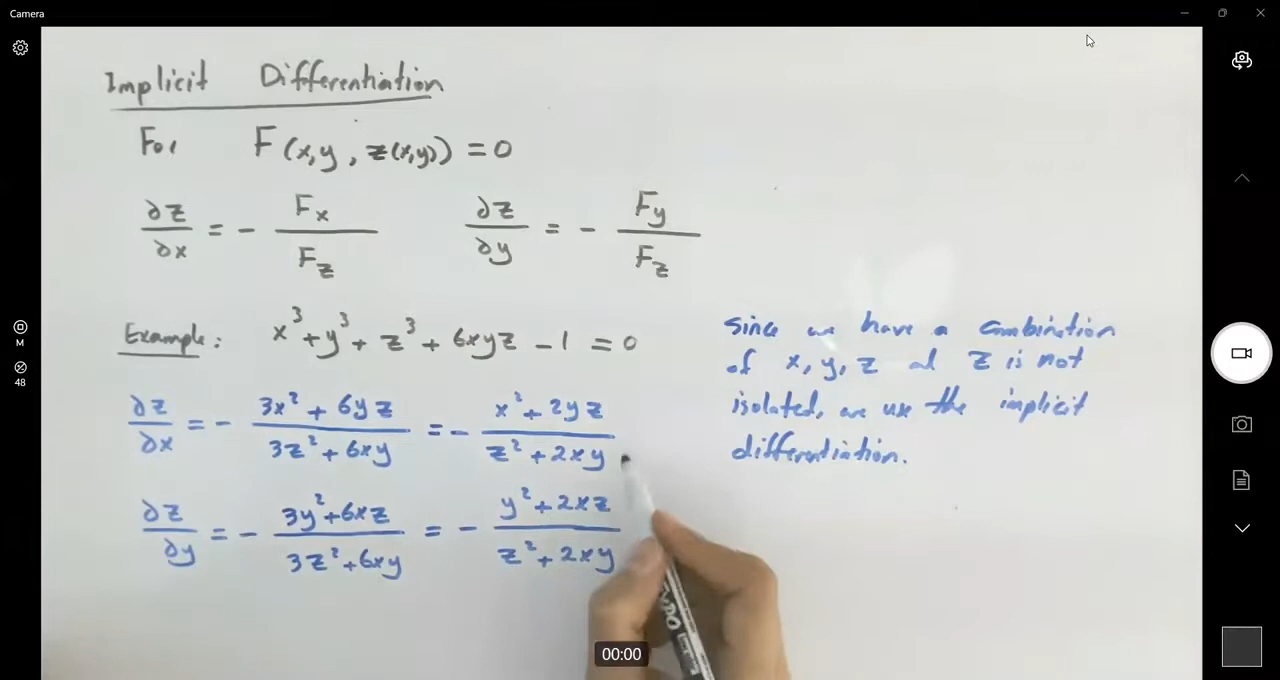 Camera
Implicit Differentiation
For F(x,y, z(x,y)) = 0
∂z/∂x = - Fx/Fz ∂z/∂y = - Fy/Fz
Example: x³ + y³ + z³ + 6xyz - 1 = 0
∂z/∂x = - (3x² + 6yz)/(3z² + 6xy) = - (x² + 2yz)/(z² + 2xy)
∂z/∂y = - (3y² + 6xz)/(3z² + 6xy) = - (y² + 2xz)/(z² + 2xy)
Since we have a combination
of x, y, z and z is not
isolated, we use the implicit
differentiation.
M
48
EXPO
00:00